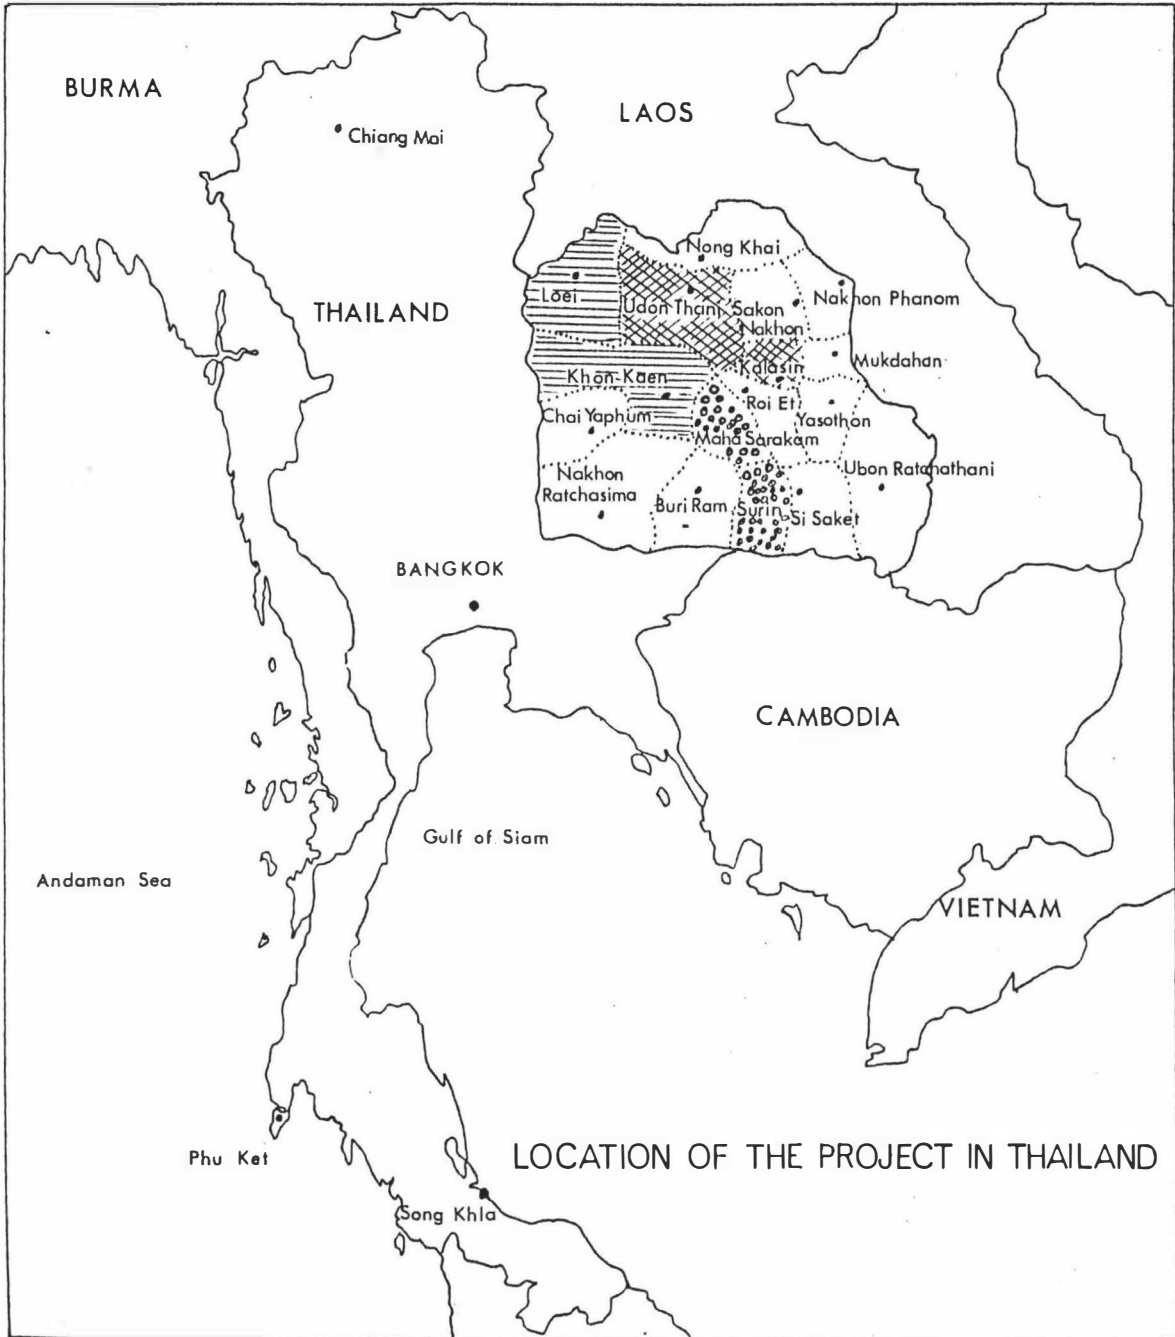 BURMA
LAOS
Chiang Mai
Nong Khai
Loei
Udon Thani
Sakon
Nakhon
Nakhon Phanom
THAILAND
Kalasin
Mukdahan
Khon Kaen
Roi Et
Chai Yaphum
Yasothon
Maha Sarakam
Nakhon
Ratchasima
Ubon Ratchathani
Buri Ram
Surin
Si Saket
BANGKOK
CAMBODIA
Gulf of Siam
Andaman Sea
VIETNAM
Phu Ket
LOCATION OF THE PROJECT IN THAILAND
Song Khla